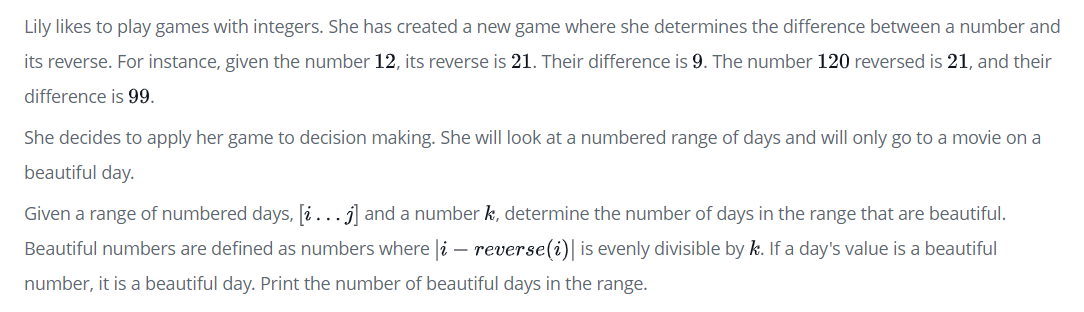 Lily likes to play games with integers. She has created a new game where she determines the difference between a number and
its reverse. For instance, given the number 12, its reverse is 21. Their difference is 9. The number 120 reversed is 21, and their
difference is 99.
She decides to apply her game to decision making. She will look at a numbered range of days and will only go to a movie on a
beautiful day.
Given a range of numbered days, [i . . . j] and a number k, determine the number of days in the range that are beautiful.
Beautiful numbers are defined as numbers where |i − reverse(i)| is evenly divisible by k. If a day's value is a beautiful
number, it is a beautiful day. Print the number of beautiful days in the range.